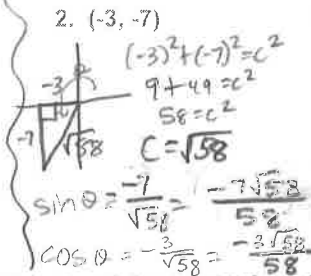 2. (-3, -7)
(-3)²+(-7)²=c²
9+49=c²
58=c²
C=√58
-3
-7
√58
sin θ = -7/√58 = -7√58/58
cos θ = -3/√58 = -3√58/58